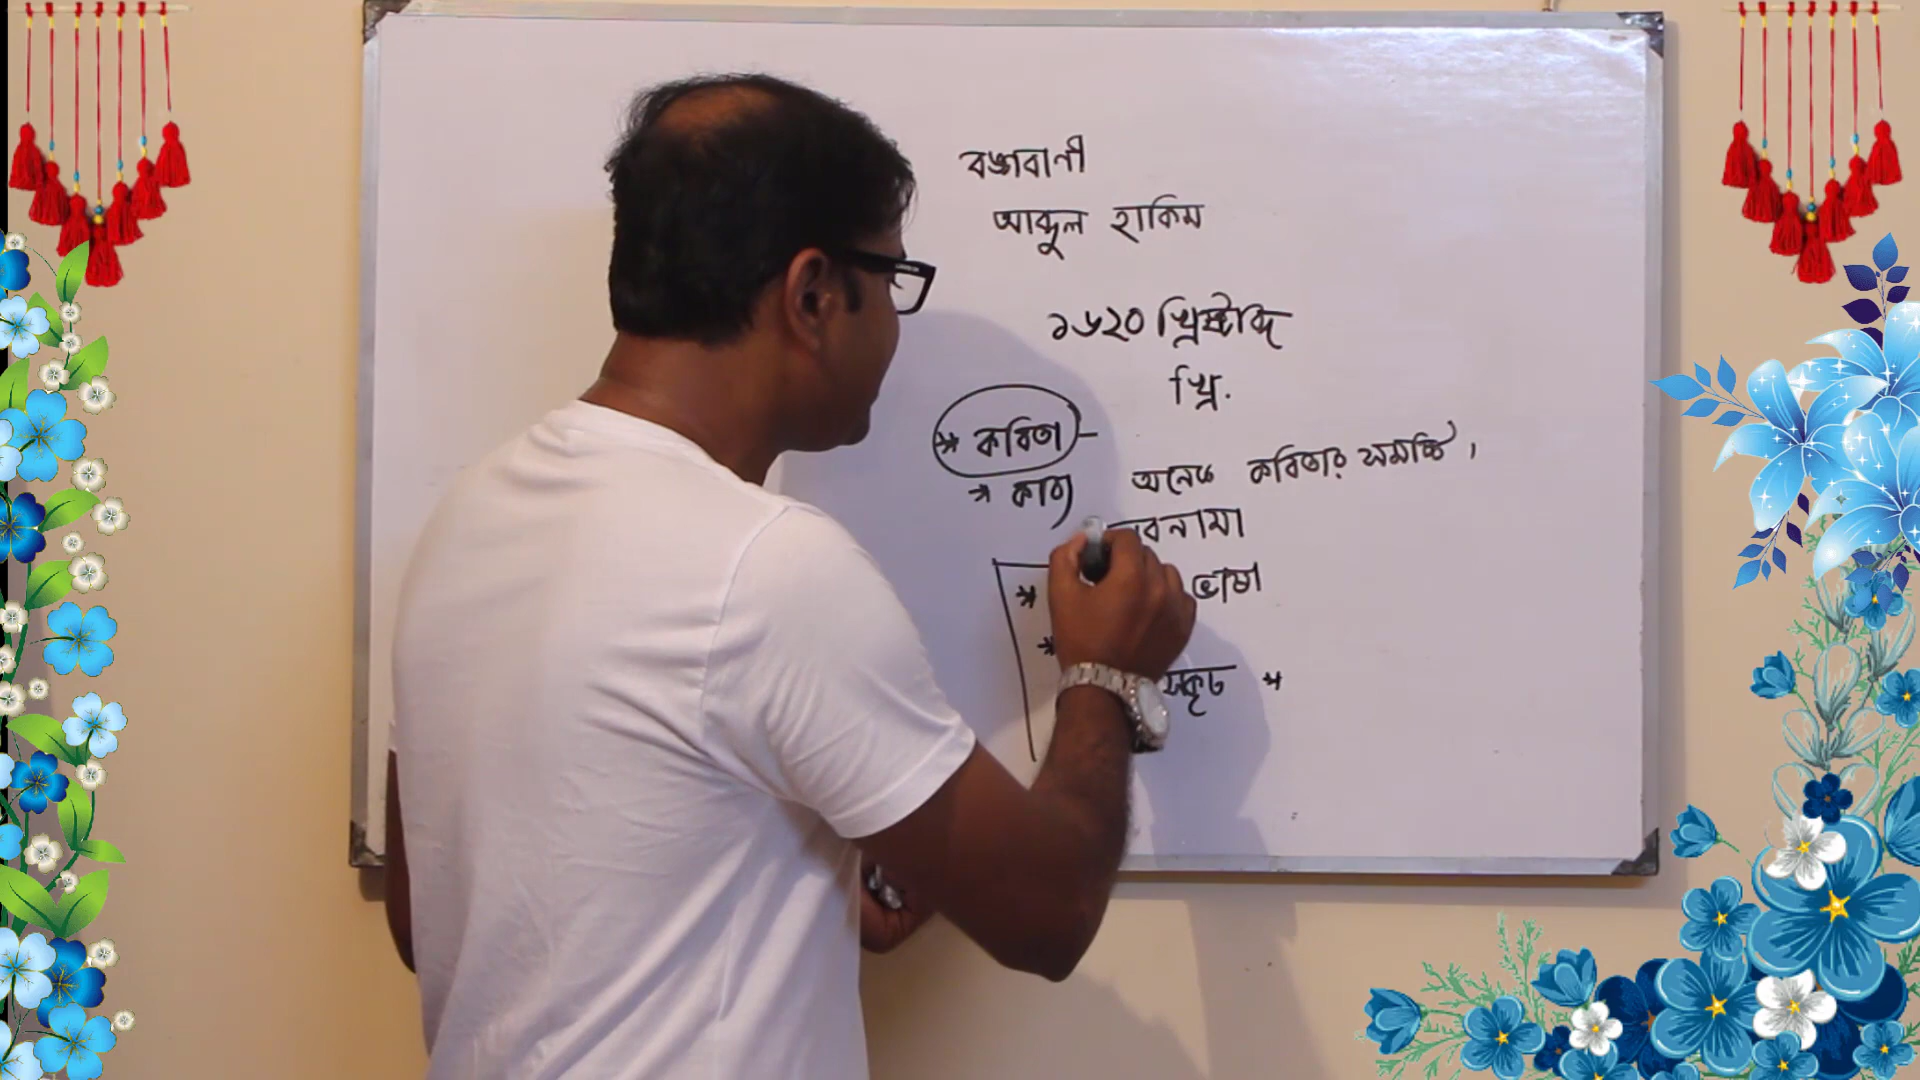 বঙ্গবাণী
আব্দুল হাকিম
১৬২০ খ্রিষ্টাব্দ
খ্রি.
* কবিতা -
* কাব্য অনেক কবিতার সমষ্টি,
* ভাষা
*
*